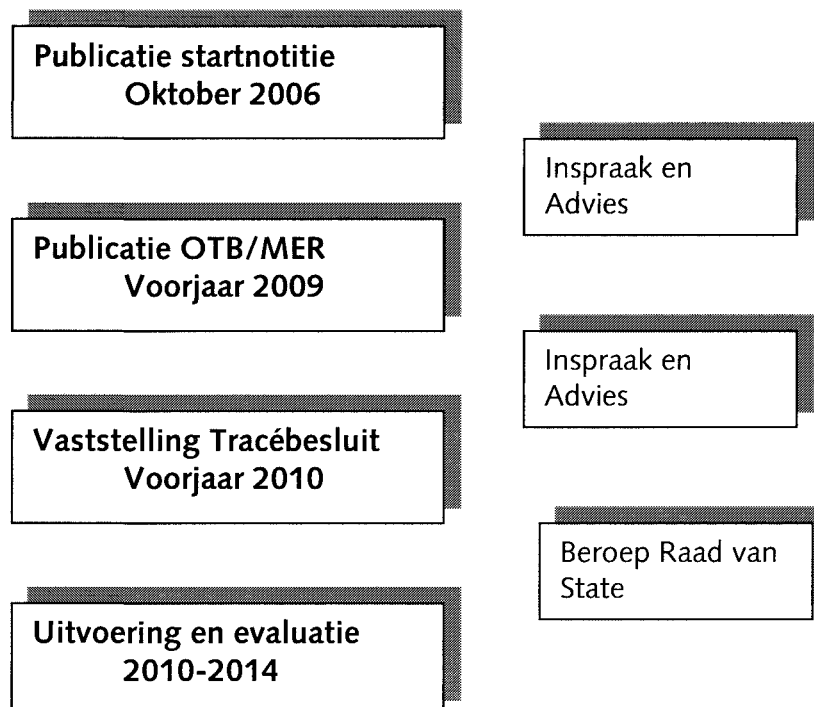 Publicatie startnotitie
Oktober 2006
Inspraak en
Advies
Publicatie OTB/MER
Voorjaar 2009
Inspraak en
Advies
Vaststelling Tracébesluit
Voorjaar 2010
Beroep Raad van
State
Uitvoering en evaluatie
2010-2014